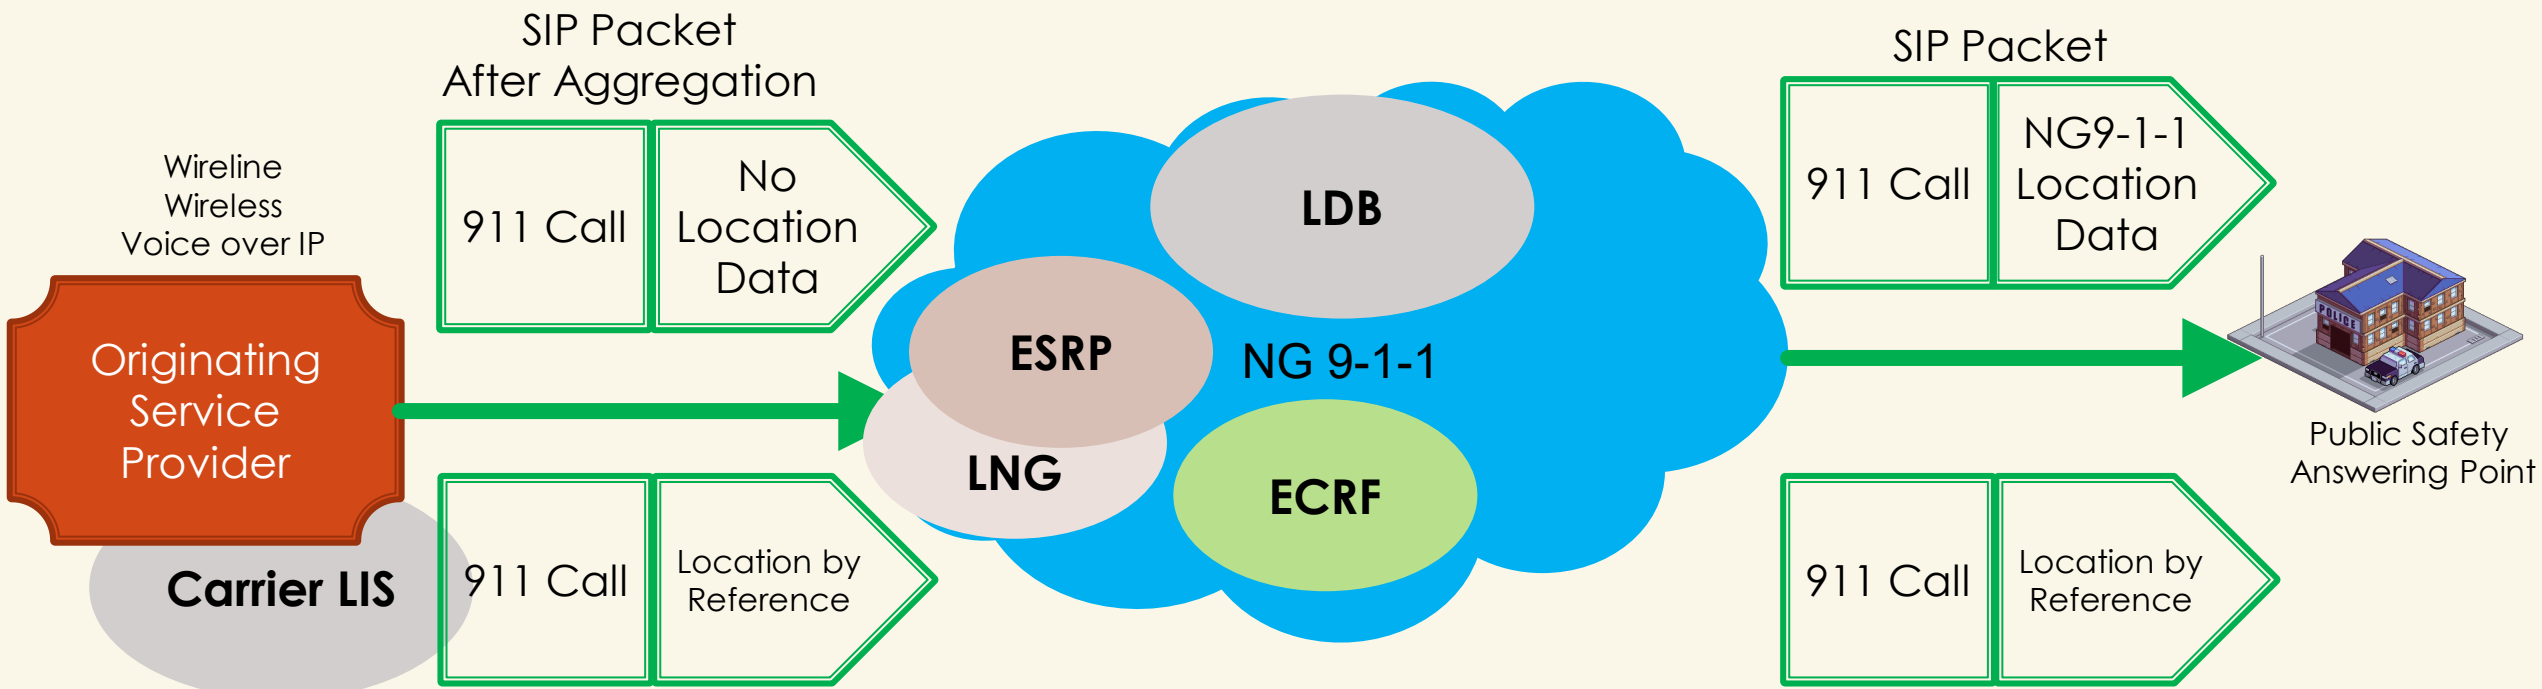 SIP Packet
After Aggregation
SIP Packet
Wireline
Wireless
Voice over IP
911 Call
No
Location
Data
LDB
911 Call
NG9-1-1
Location
Data
POLICE
Originating
Service
Provider
ESRP
NG 9-1-1
LNG
ECRF
Public Safety
Answering Point
Carrier LIS
911 Call
Location by
Reference
911 Call
Location by
Reference